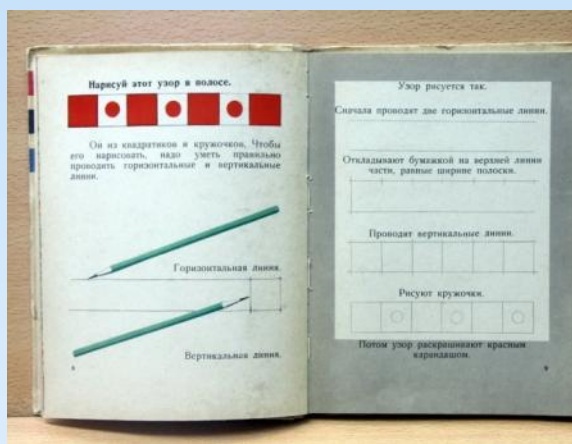 Нарисуй этот узор в полосе.
Он из квадратиков и кружочков. Чтобы
его нарисовать, надо уметь правильно
проводить горизонтальные и вертикальные
линии.
Горизонтальная линия.
Вертикальная линия.
8
Узор рисуется так.
Сначала проводят две горизонтальные линии.
Откладывают бумажкой на верхней линии
части, равные ширине полоски.
Проводят вертикальные линии.
Рисуют кружочки.
Потом узор раскрашивают красным
карандашом.
9